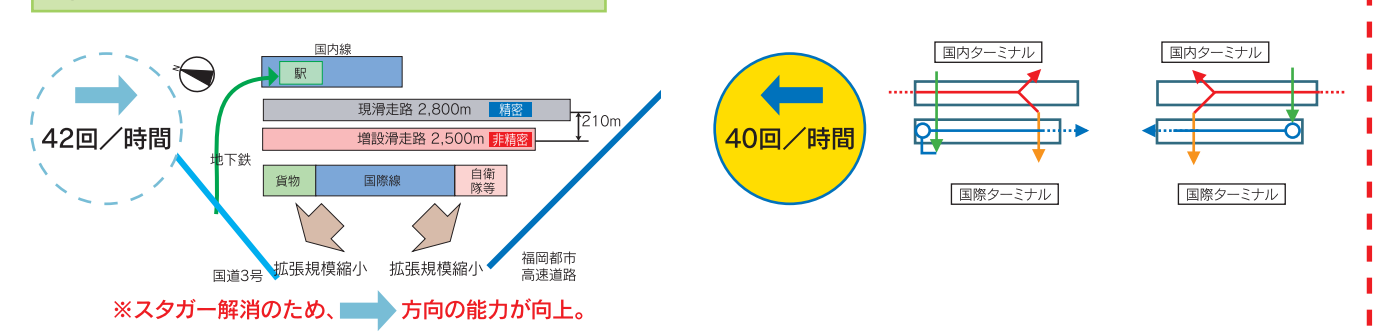 国内線
駅
現滑走路 2,800m 精密
210m
増設滑走路 2,500m 非精密
42回／時間
地下鉄
貨物
国際線
自衛
隊等
国道3号
拡張規模縮小
拡張規模縮小
福岡都市
高速道路
※スタガー解消のため、
方向の能力が向上。
40回／時間
国内ターミナル
国際ターミナル
国内ターミナル
国際ターミナル